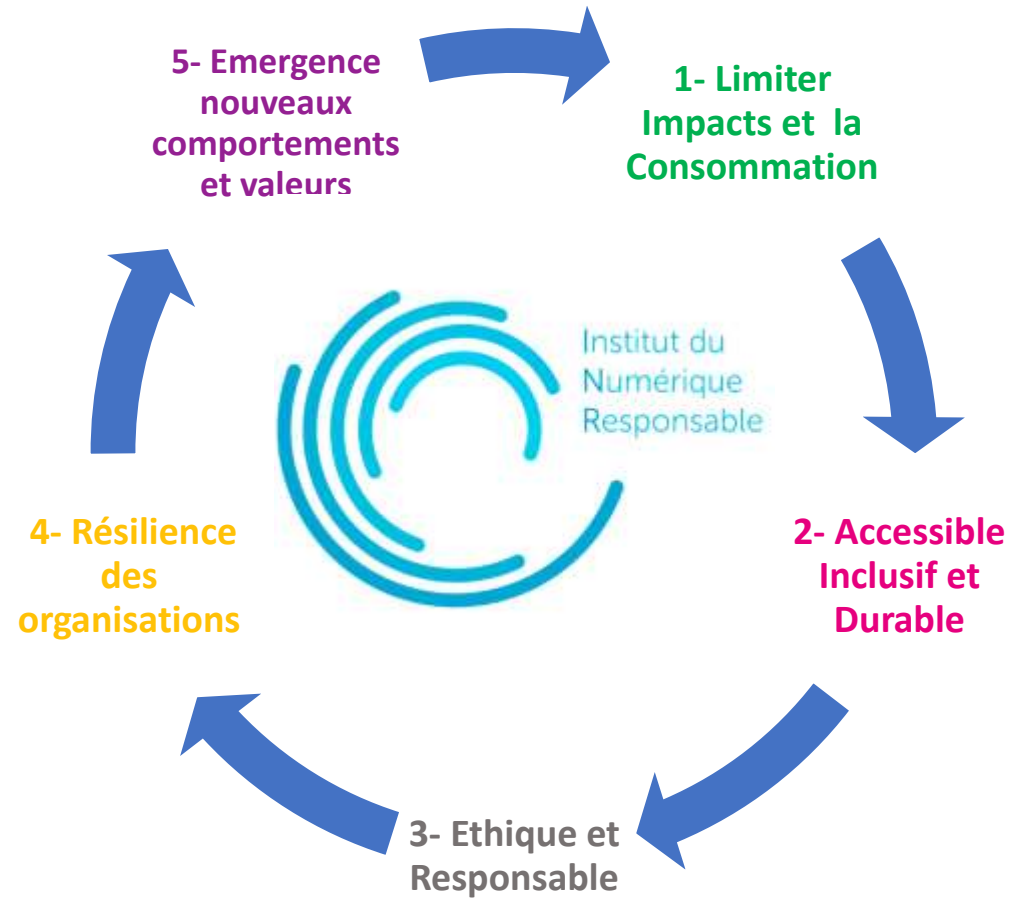 5- Emergence
nouveaux
comportements
et valeurs
1- Limiter
Impacts et la
Consommation
Institut du
Numérique
Responsable
4- Résilience
des
organisations
2- Accessible
Inclusif et
Durable
3- Ethique et
Responsable